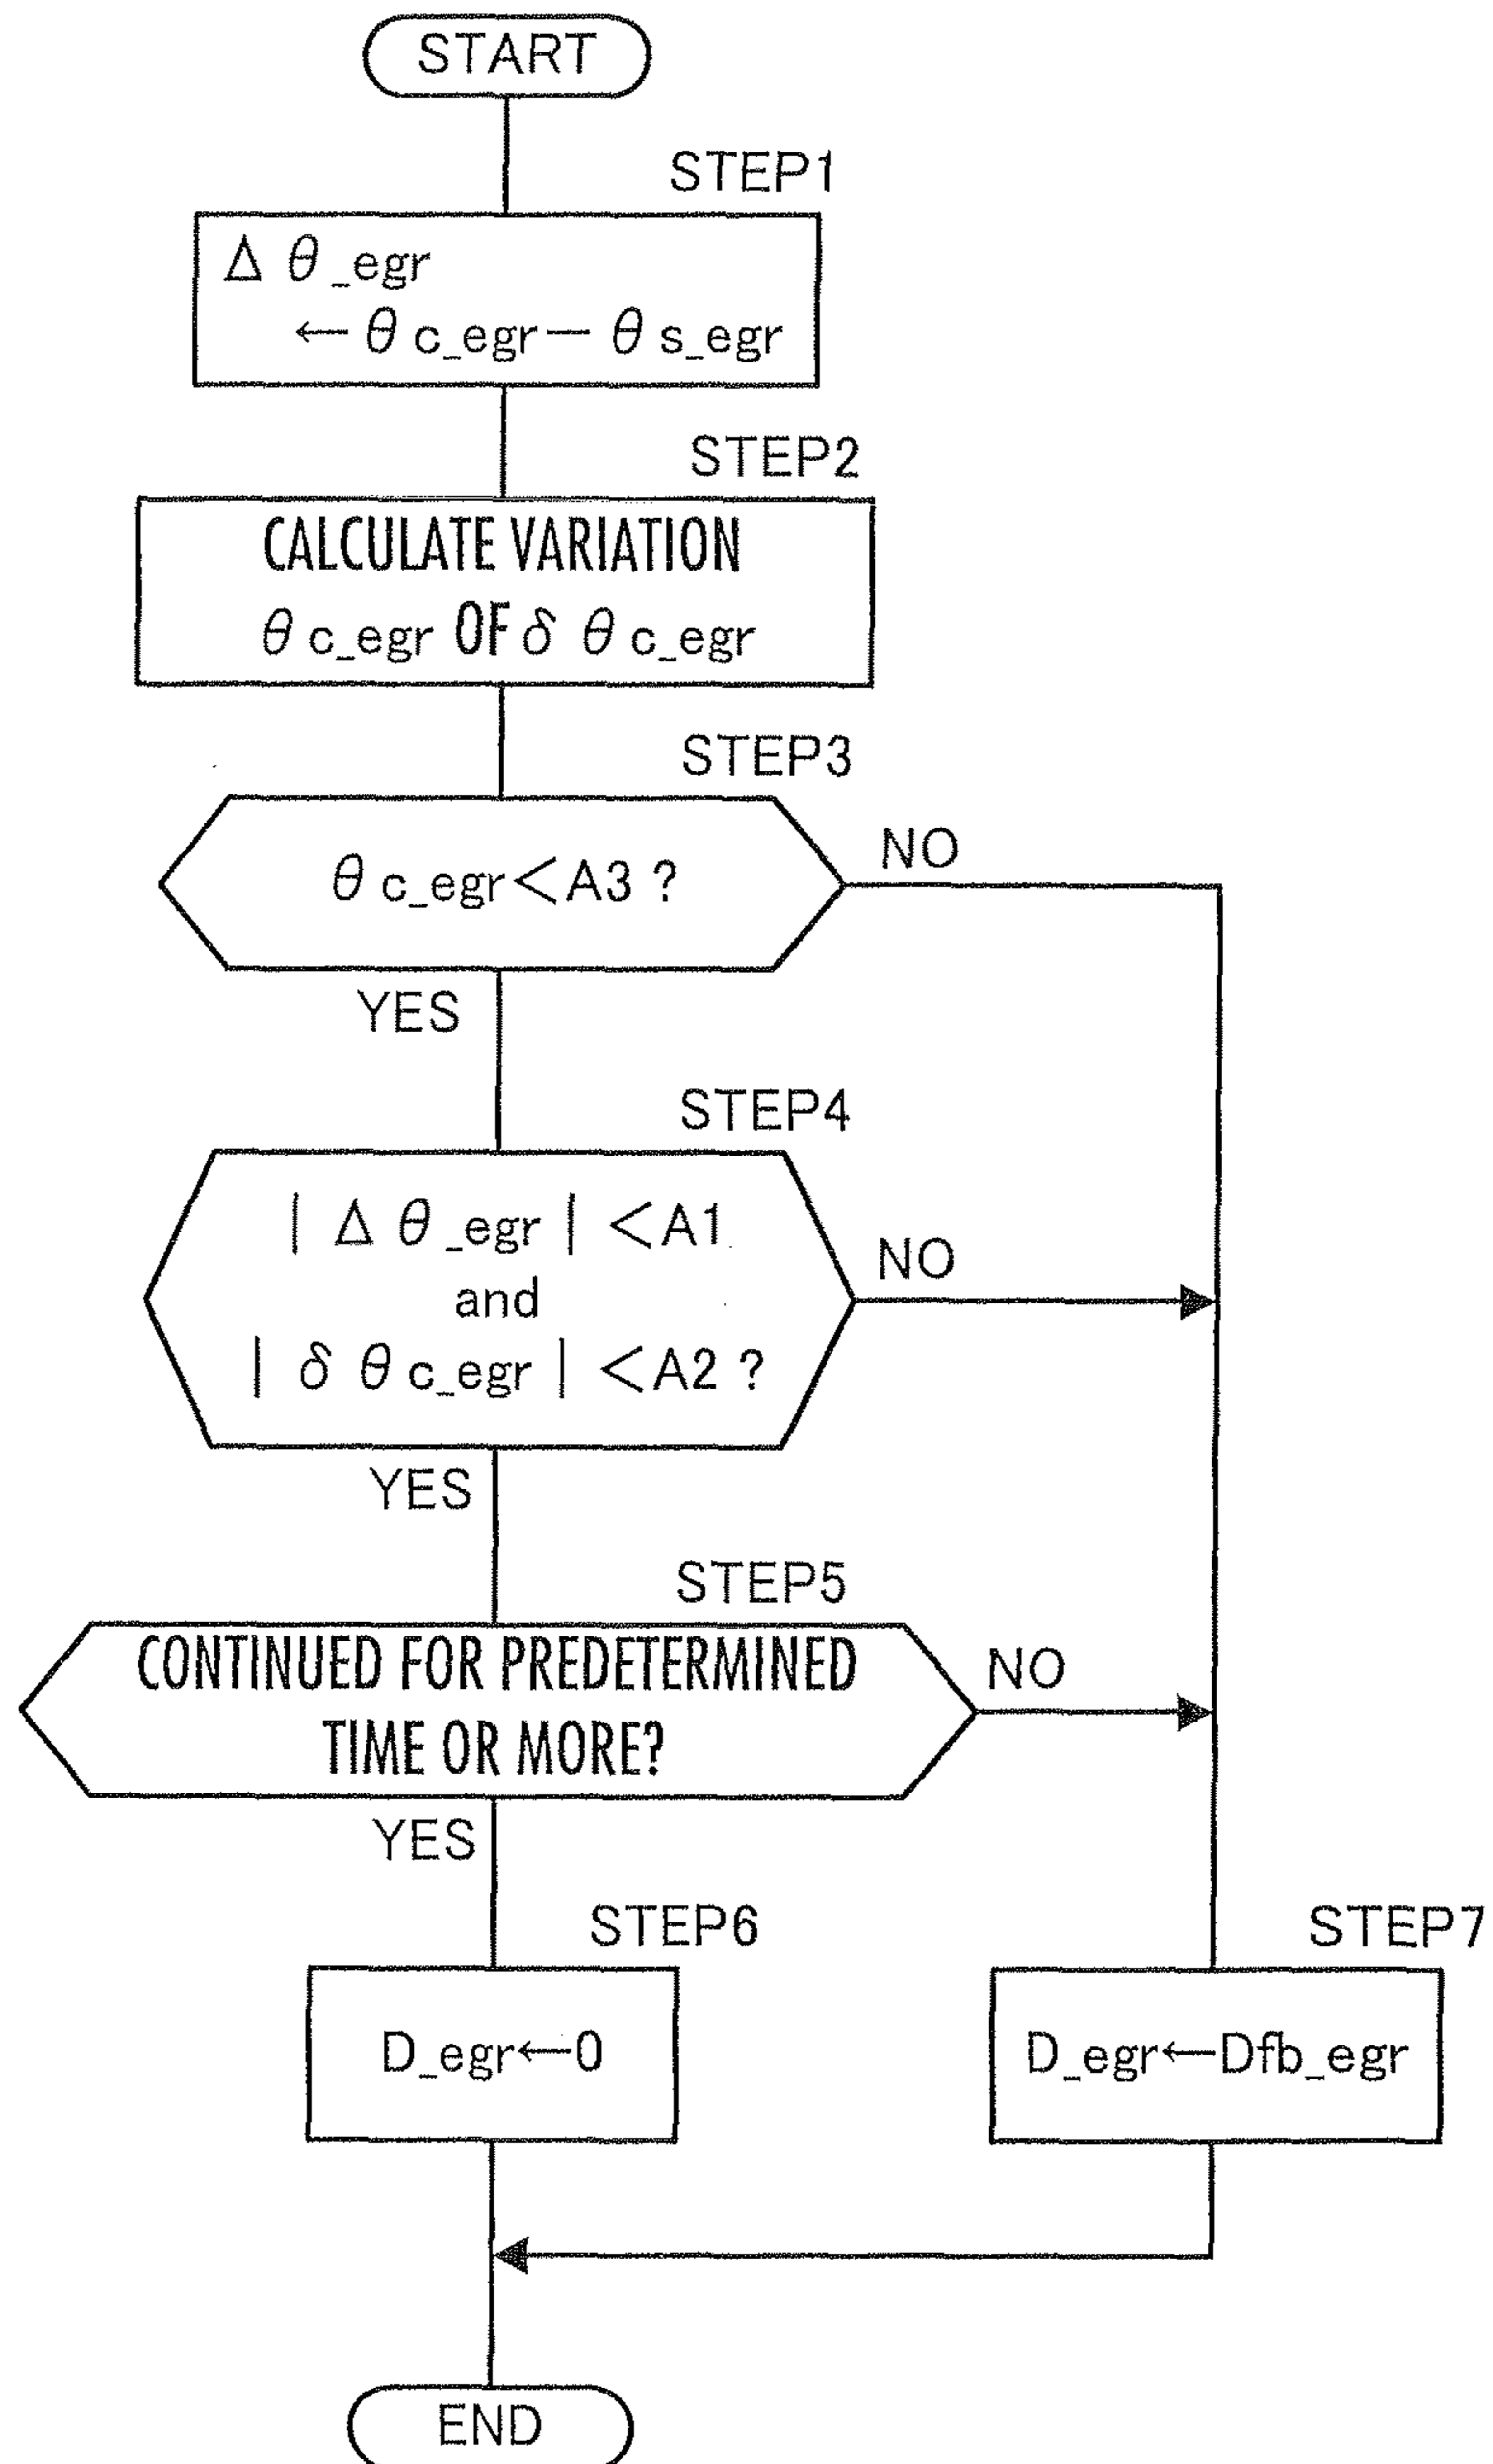 START
STEP1
Δ θ_egr
← θ c_egr − θ s_egr
STEP2
CALCULATE VARIATION
θ c_egr OF δ θ c_egr
STEP3
θ c_egr＜A3 ?
NO
YES
STEP4
| Δ θ_egr | ＜A1
and
| δ θ c_egr | ＜A2 ?
NO
YES
STEP5
CONTINUED FOR PREDETERMINED
TIME OR MORE?
NO
YES
STEP6
D_egr←0
STEP7
D_egr←Dfb_egr
END